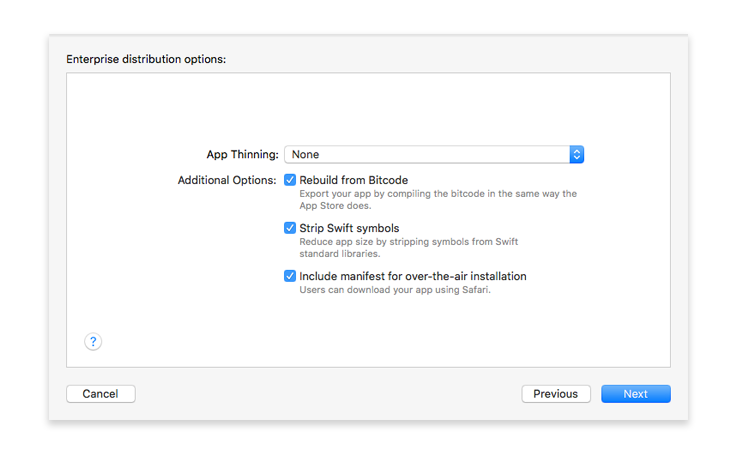 Enterprise distribution options:
App Thinning: None
Additional Options: Rebuild from Bitcode
Export your app by compiling the bitcode in the same way the
App Store does.
Strip Swift symbols
Reduce app size by stripping symbols from Swift
standard libraries.
Include manifest for over-the-air installation
Users can download your app using Safari.
?
Cancel Previous Next